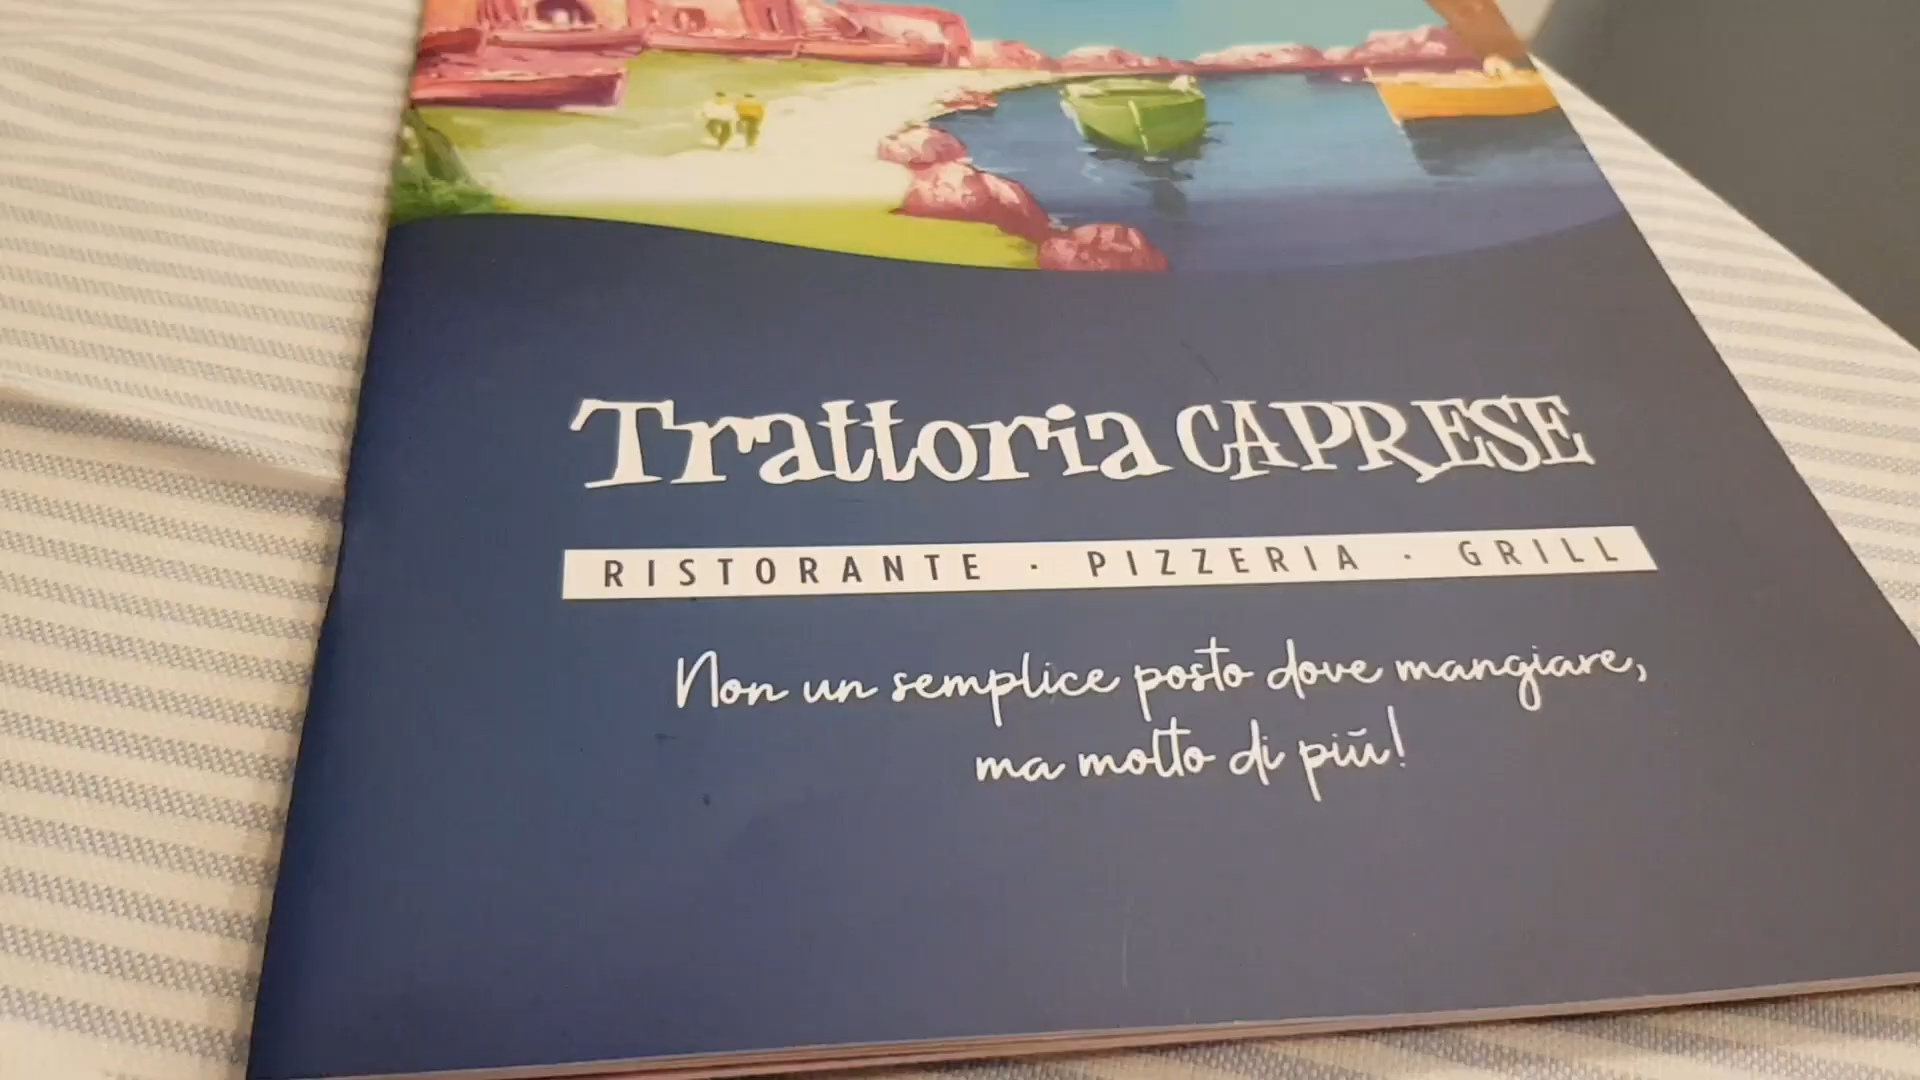 Trattoria CAPRESE
RISTORANTE · PIZZERIA · GRILL
Non un semplice posto dove mangiare,
ma molto di più!